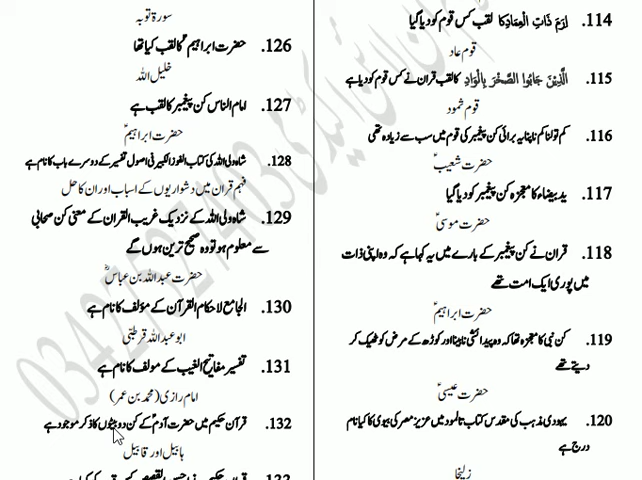 114. اِرَمَ ذَاتِ الْعِمَادِ کا لقب کس قوم کو دیا گیا
قوم عاد
115. الَّذِيْنَ جَابُوا الصَّخْرَ بِالْوَادِ کا لقب قران نے کس قوم کو دیا ہے
قوم ثمود
116. کم تولنا کم ناپنا یہ برائی کن پیغمبر کی قوم میں سب سے زیادہ تھی
حضرت شعیبؑ
117. ید بیضاء کا معجزہ کن پیغمبر کو دیا گیا
حضرت موسیؑ
118. قران نے کن پیغمبر کے بارے میں یہ کہا ہے کہ وہ اپنی ذات
میں پوری ایک امت تھے
حضرت ابراہیمؑ
119. کن نبی کا معجزہ تھا کہ وہ پیدائشی نابینا اور کوڑھ کے مرض کو ٹھیک کر
دیتے تھے
حضرت عیسیؑ
120. یہودی مذہب کی مقدس کتاب تالمود میں عزیز مصر کی بیوی کا کیا نام
درج ہے
زلیخا
سورۃ توبہ
126. حضرت ابراہیمؑ کا لقب کیا تھا
خلیل اللہ
127. امام الناس کن پیغمبر کا لقب ہے
حضرت ابراہیمؑ
128. شاہ ولی اللہ کی کتاب الفوز الکبیر فی اصول تفسیر کے دوسرے باب کا نام ہے
فہم قران میں دشواریوں کے اسباب اور ان کا حل
129. شاہ ولی اللہ کے نزدیک غریب القران کے معنی کن صحابی
سے معلوم ہو تو وہ صحیح ترین ہوں گے
حضرت عبداللہ بن عباسؓ
130. الجامع لاحکام القرآن کے مؤلف کا نام ہے
ابو عبداللہ قرطبی
131. تفسیر مفاتیح الغیب کے مولف کا نام ہے
امام رازی (محمد بن عمر)
132. قرآن حکیم میں حضرت آدمؑ کے کن دو بیٹوں کا ذکر موجود ہے
ہابیل اور قابیل